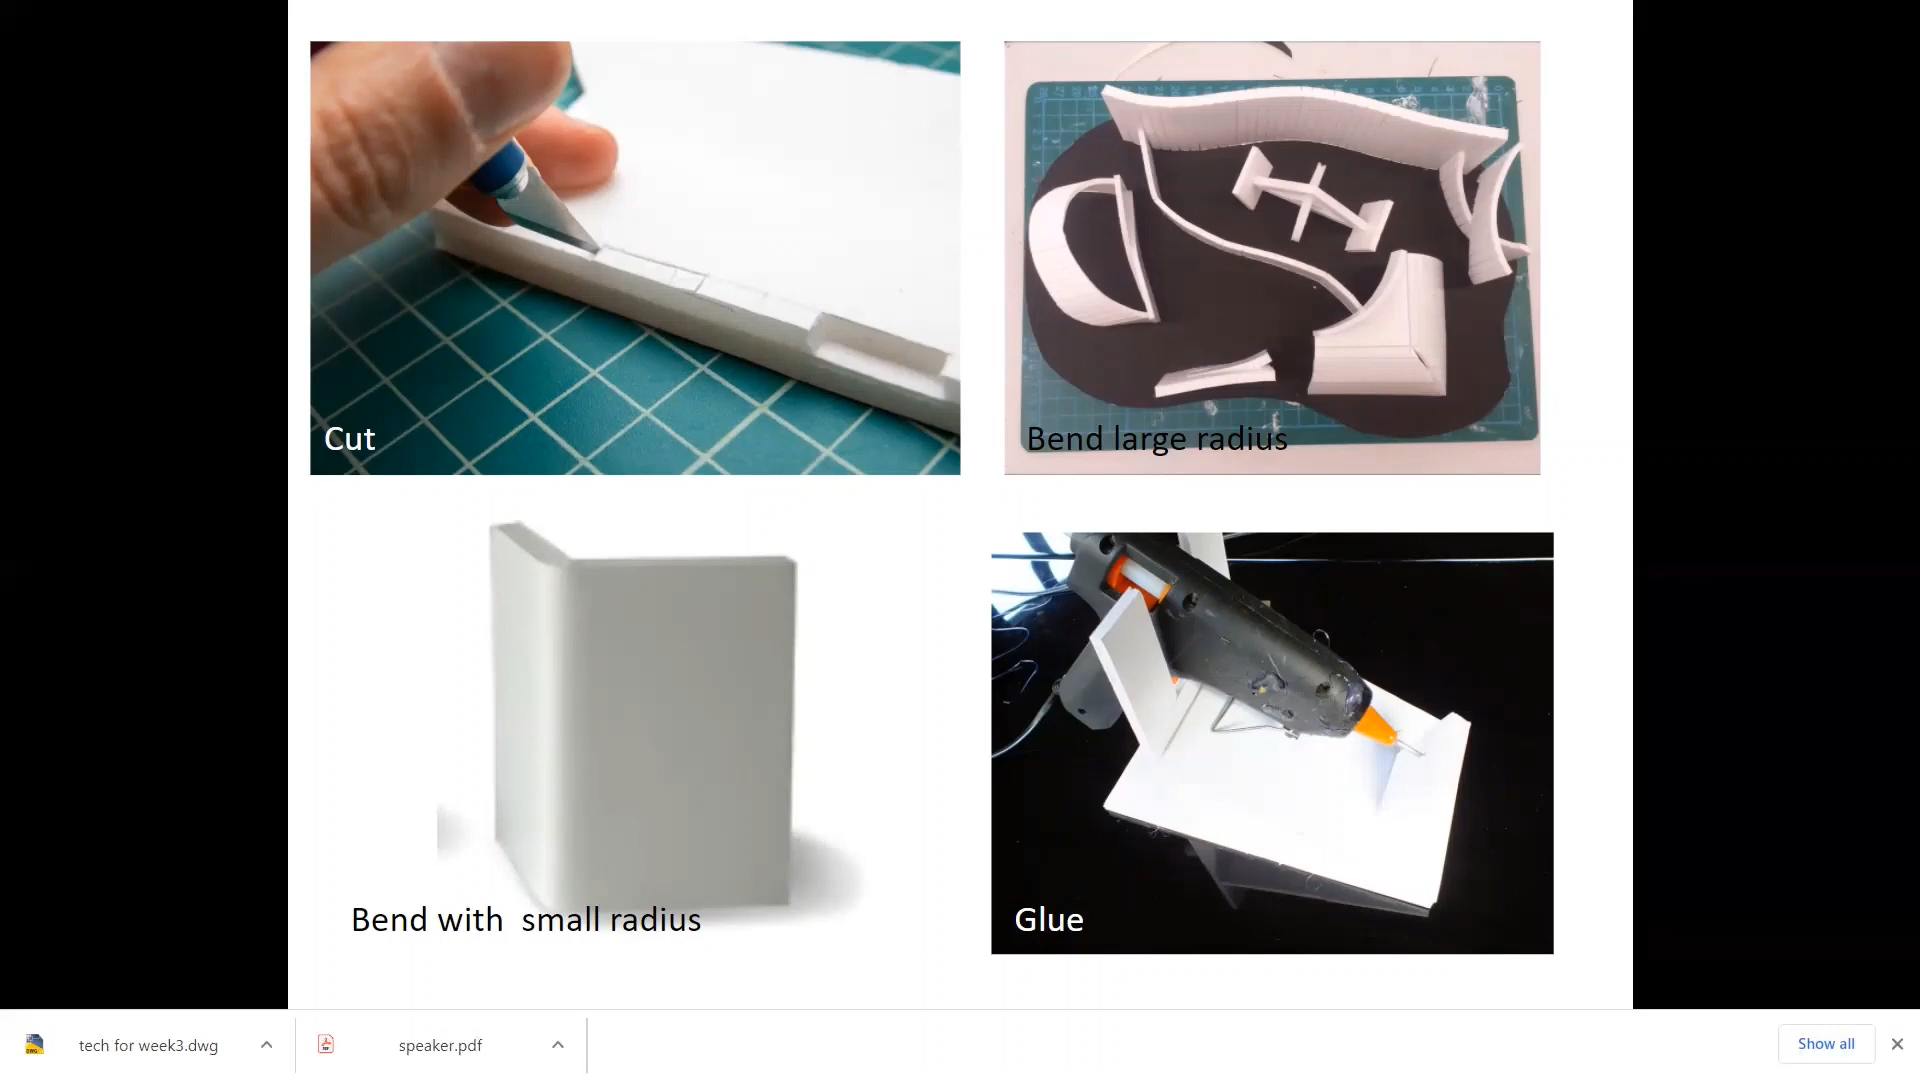 Cut
Bend large radius
Bend with  small radius
Glue
tech for week3.dwg
speaker.pdf
Show all